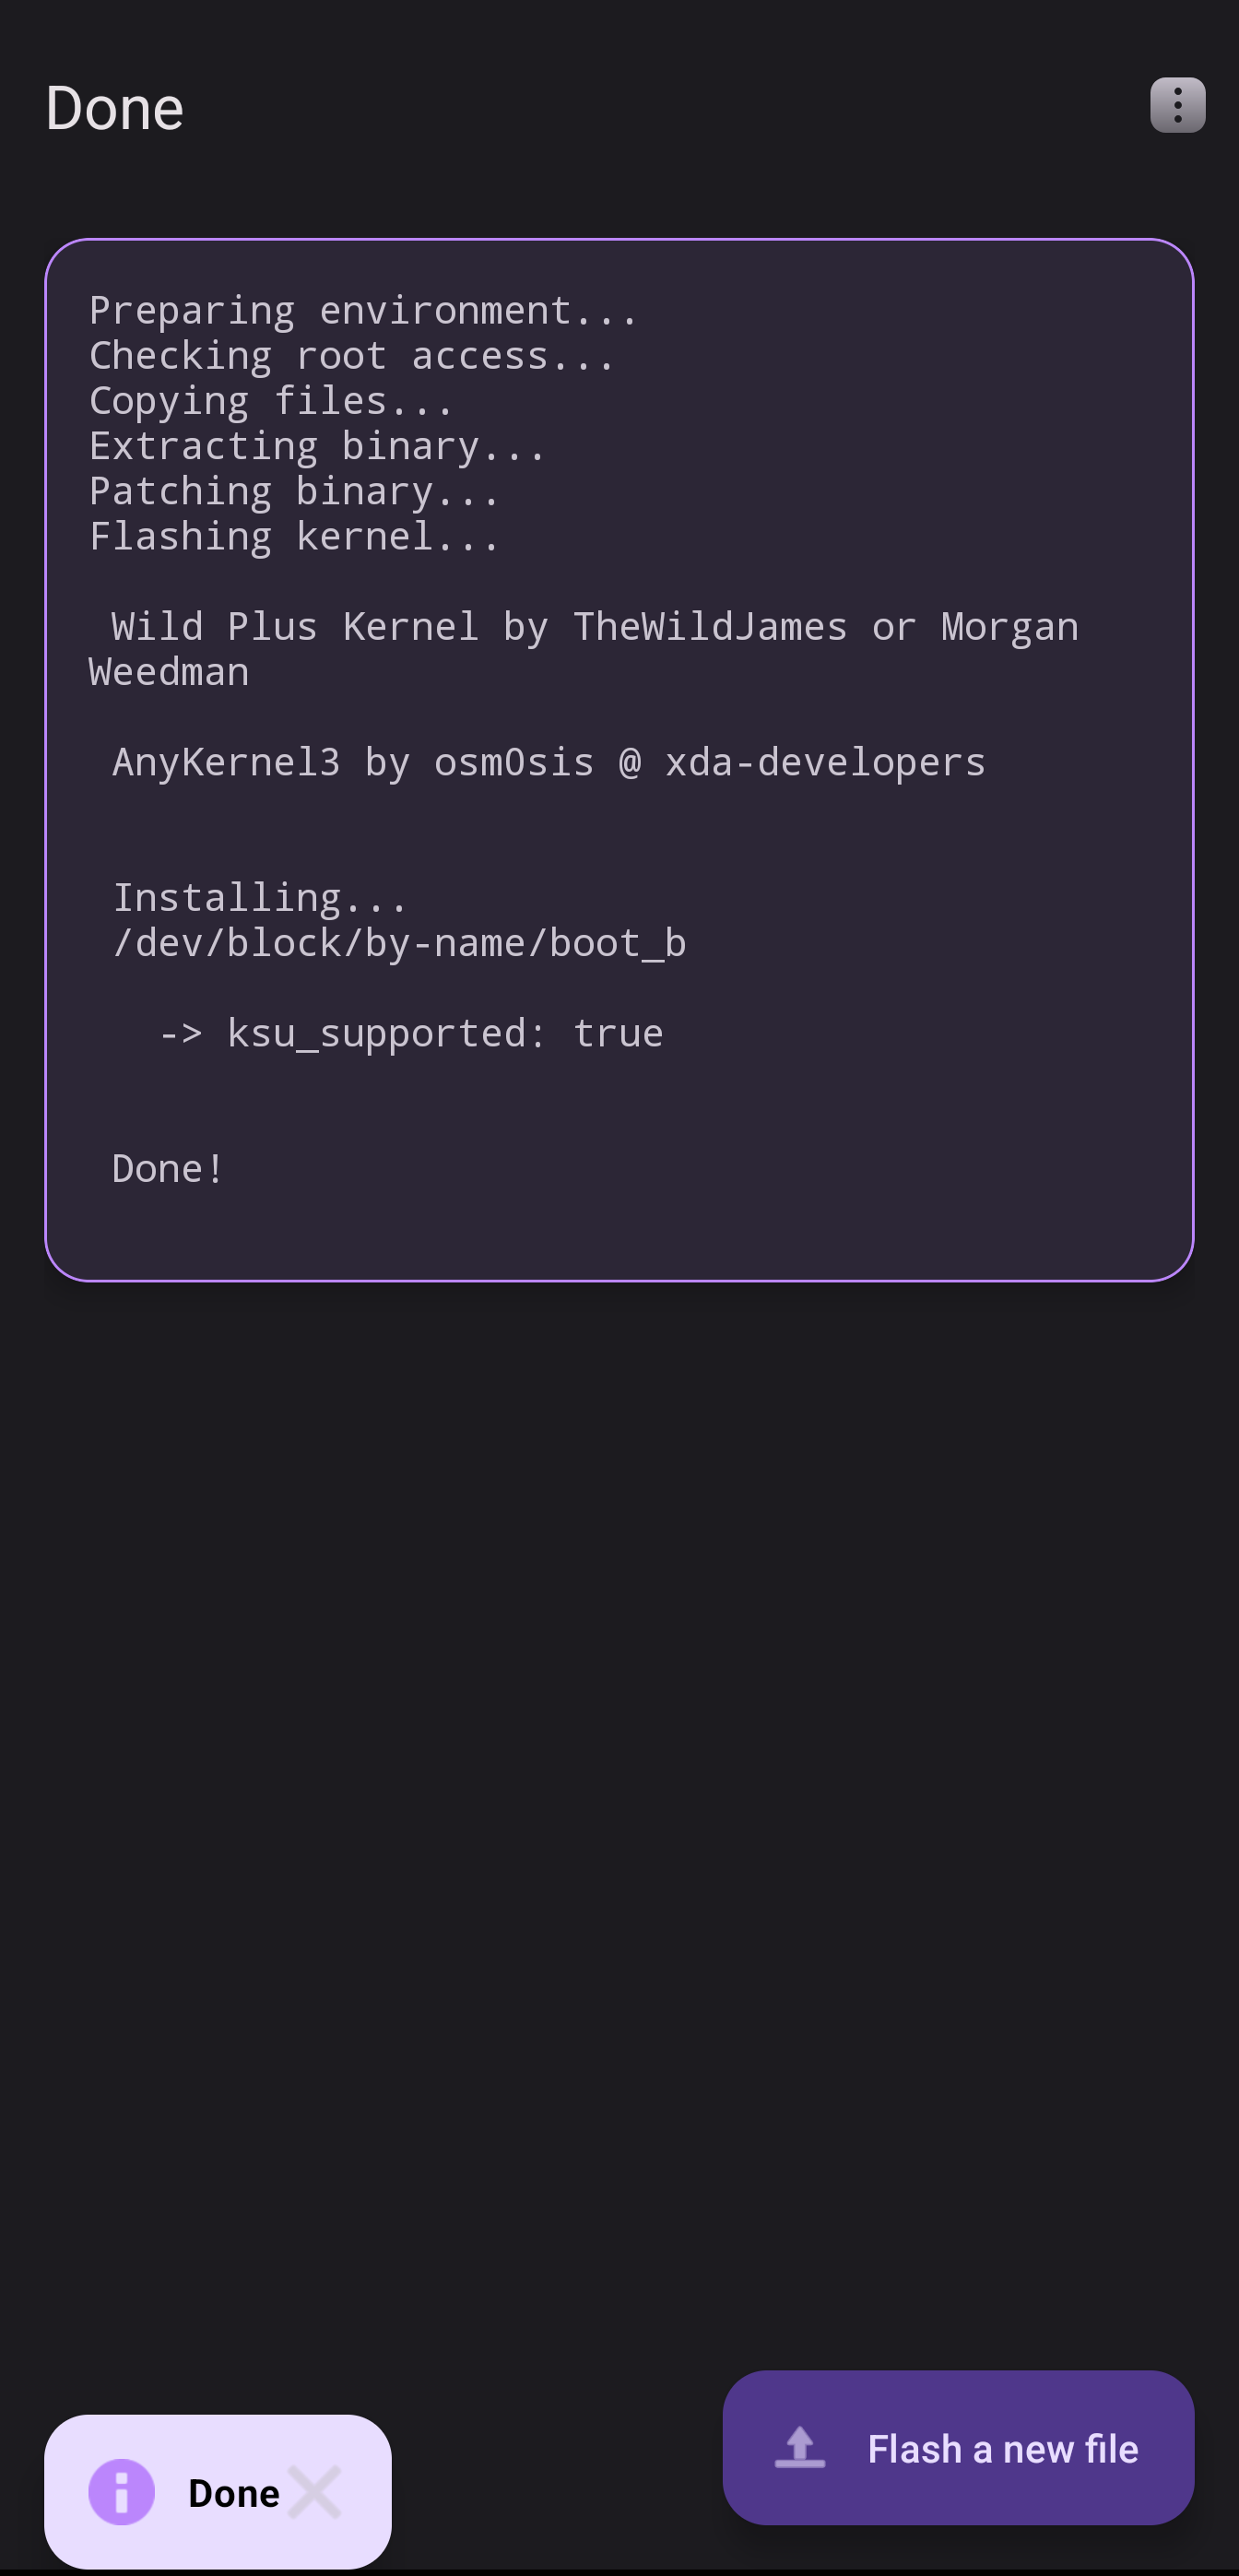 Done
Preparing environment...
Checking root access...
Copying files...
Extracting binary...
Patching binary...
Flashing kernel...
Wild Plus Kernel by TheWildJames or Morgan
Weedman
AnyKernel3 by osm0sis @ xda-developers
Installing...
/dev/block/by-name/boot_b
-> ksu_supported: true
Done!
Flash a new file
Done